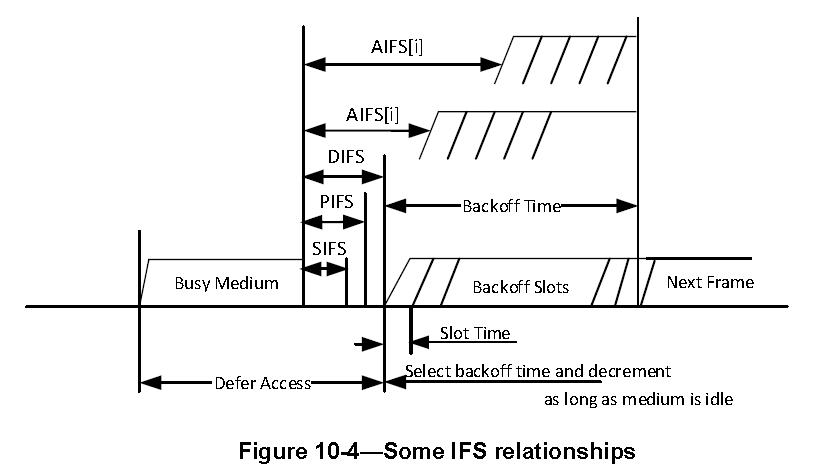 AIFS[i]
AIFS[i]
DIFS
PIFS
Backoff Time
SIFS
Busy Medium
Backoff Slots
Next Frame
Slot Time
Defer Access
Select backoff time and decrement
as long as medium is idle
Figure 10-4—Some IFS relationships